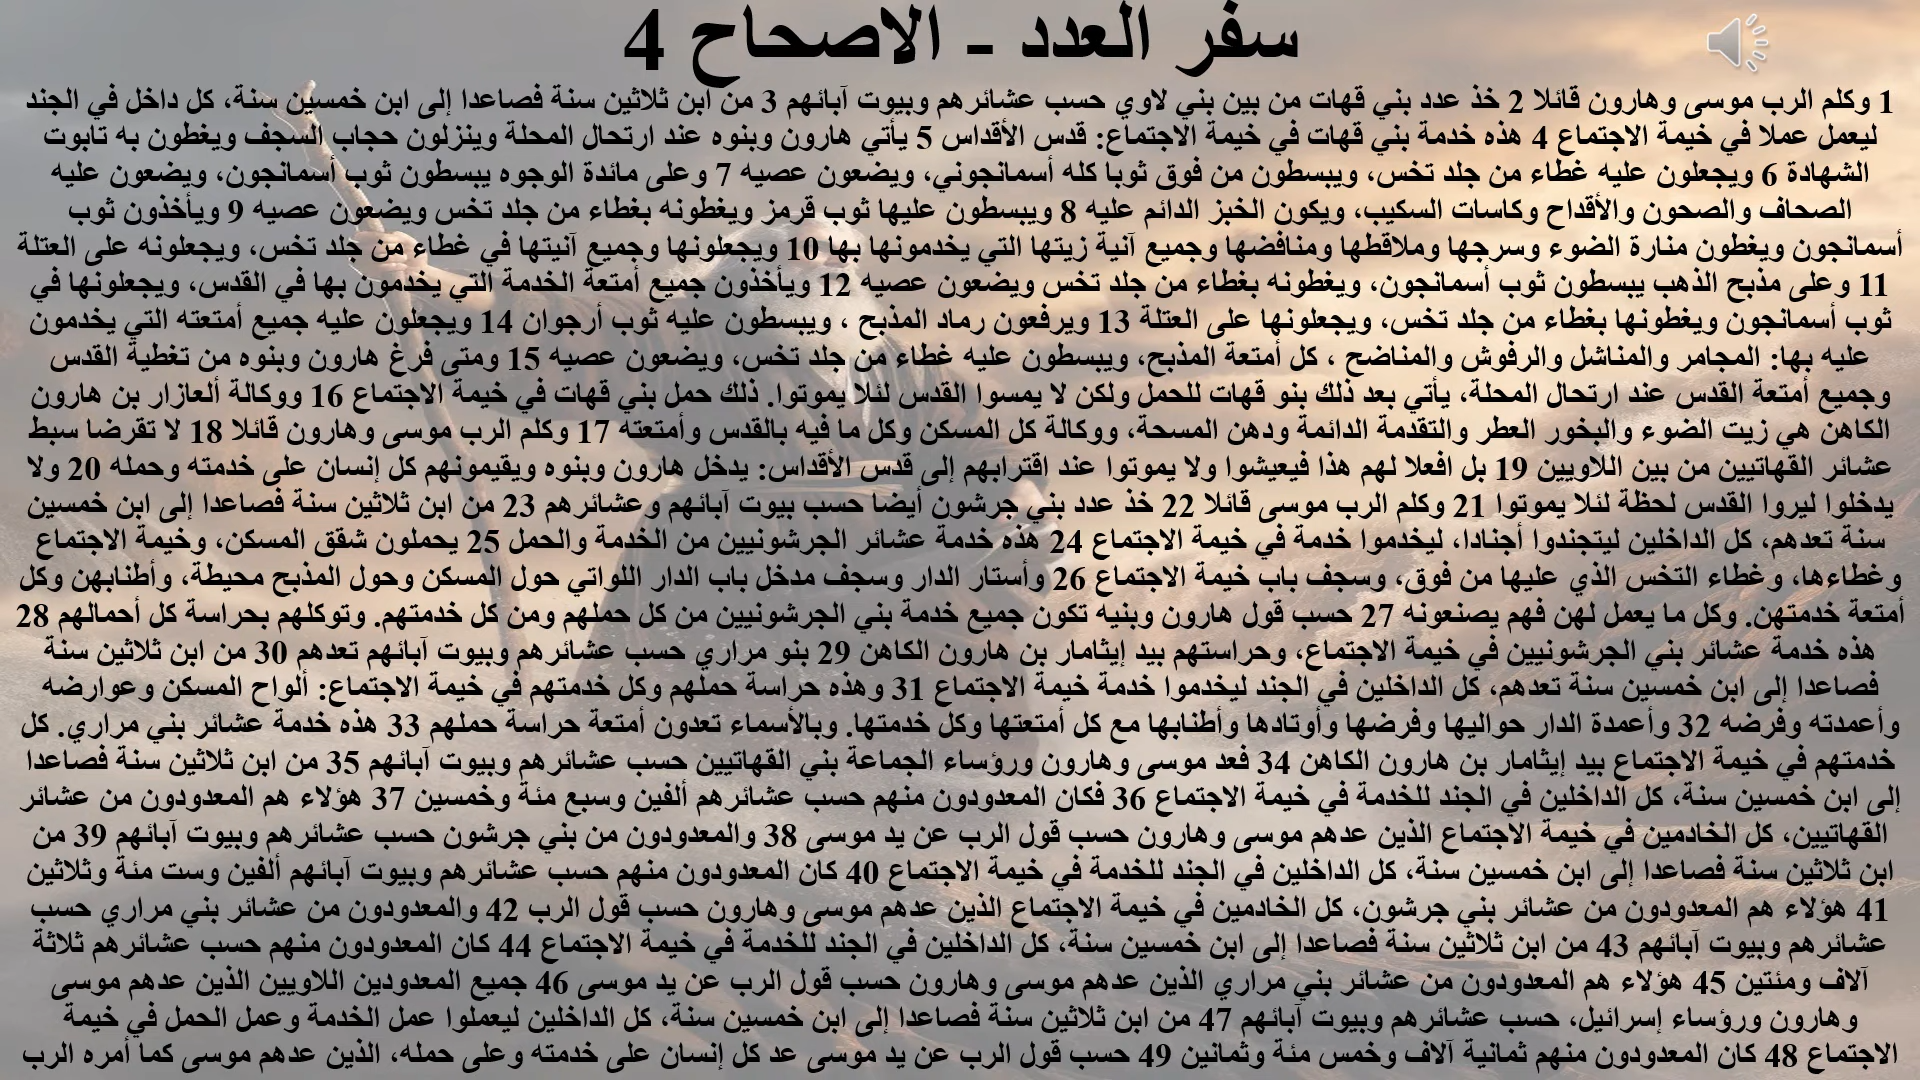 سفر العدد - الاصحاح 4
1 وكلم الرب موسى وهارون قائلا 2 خذ عدد بني قهات من بين بني لاوي حسب عشائرهم وبيوت آبائهم 3 من ابن ثلاثين سنة فصاعدا إلى ابن خمسين سنة، كل داخل في الجند
ليعمل عملا في خيمة الاجتماع 4 هذه خدمة بني قهات في خيمة الاجتماع: قدس الأقداس 5 يأتي هارون وبنوه عند ارتحال المحلة وينزلون حجاب السجف ويغطون به تابوت
الشهادة 6 ويجعلون عليه غطاء من جلد تخس، ويبسطون من فوق ثوبا كله أسمانجوني، ويضعون عصيه 7 وعلى مائدة الوجوه يبسطون ثوب أسمانجون، ويضعون عليه
الصحاف والصحون والأقداح وكاسات السكيب، ويكون الخبز الدائم عليه 8 ويبسطون عليها ثوب قرمز ويغطونه بغطاء من جلد تخس ويضعون عصيه 9 ويأخذون ثوب
أسمانجون ويغطون منارة الضوء وسرجها وملاقطها ومنافضها وجميع آنية زيتها التي يخدمونها بها 10 ويجعلونها وجميع آنيتها في غطاء من جلد تخس، ويجعلونه على العتلة
11 وعلى مذبح الذهب يبسطون ثوب أسمانجون، ويغطونه بغطاء من جلد تخس ويضعون عصيه 12 ويأخذون جميع أمتعة الخدمة التي يخدمون بها في القدس، ويجعلونها في
ثوب أسمانجون ويغطونها بغطاء من جلد تخس، ويجعلونها على العتلة 13 ويرفعون رماد المذبح ، ويبسطون عليه ثوب أرجوان 14 ويجعلون عليه جميع أمتعته التي يخدمون
عليه بها: المجامر والمناشل والرفوش والمناضح ، كل أمتعة المذبح، ويبسطون عليه غطاء من جلد تخس، ويضعون عصيه 15 ومتى فرغ هارون وبنوه من تغطية القدس
وجميع أمتعة القدس عند ارتحال المحلة، يأتي بعد ذلك بنو قهات للحمل ولكن لا يمسوا القدس لئلا يموتوا. ذلك حمل بني قهات في خيمة الاجتماع 16 ووكالة ألعازار بن هارون
الكاهن هي زيت الضوء والبخور العطر والتقدمة الدائمة ودهن المسحة، ووكالة كل المسكن وكل ما فيه بالقدس وأمتعته 17 وكلم الرب موسى وهارون قائلا 18 لا تقرضا سبط
عشائر القهاتيين من بين اللاويين 19 بل افعلا لهم هذا فيعيشوا ولا يموتوا عند اقترابهم إلى قدس الأقداس: يدخل هارون وبنوه ويقيمونهم كل إنسان على خدمته وحمله 20 ولا
يدخلوا ليروا القدس لحظة لئلا يموتوا 21 وكلم الرب موسى قائلا 22 خذ عدد بني جرشون أيضا حسب بيوت آبائهم وعشائرهم 23 من ابن ثلاثين سنة فصاعدا إلى ابن خمسين
سنة تعدهم، كل الداخلين ليتجندوا أجنادا، ليخدموا خدمة في خيمة الاجتماع 24 هذه خدمة عشائر الجرشونيين من الخدمة والحمل 25 يحملون شقق المسكن، وخيمة الاجتماع
وغطاءها، وغطاء التخس الذي عليها من فوق، وسجف باب خيمة الاجتماع 26 وأستار الدار وسجف مدخل باب الدار اللواتي حول المسكن وحول المذبح محيطة، وأطنابهن وكل
أمتعة خدمتهن. وكل ما يعمل لهن فهم يصنعونه 27 حسب قول هارون وبنيه تكون جميع خدمة بني الجرشونيين من كل حملهم ومن كل خدمتهم. وتوكلهم بحراسة كل أحمالهم 28
هذه خدمة عشائر بني الجرشونيين في خيمة الاجتماع، وحراستهم بيد إيثامار بن هارون الكاهن 29 بنو مراري حسب عشائرهم وبيوت آبائهم تعدهم 30 من ابن ثلاثين سنة
فصاعدا إلى ابن خمسين سنة تعدهم، كل الداخلين في الجند ليخدموا خدمة خيمة الاجتماع 31 وهذه حراسة حملهم وكل خدمتهم في خيمة الاجتماع: ألواح المسكن وعوارضه
وأعمدته وفرضه 32 وأعمدة الدار حواليها وفرضها وأوتادها وأطنابها مع كل أمتعتها وكل خدمتها. وبالأسماء تعدون أمتعة حراسة حملهم 33 هذه خدمة عشائر بني مراري. كل
خدمتهم في خيمة الاجتماع بيد إيثامار بن هارون الكاهن 34 فعد موسى وهارون ورؤساء الجماعة بني القهاتيين حسب عشائرهم وبيوت آبائهم 35 من ابن ثلاثين سنة فصاعدا
إلى ابن خمسين سنة، كل الداخلين في الجند للخدمة في خيمة الاجتماع 36 فكان المعدودون منهم حسب عشائرهم ألفين وسبع مئة وخمسين 37 هؤلاء هم المعدودون من عشائر
القهاتيين، كل الخادمين في خيمة الاجتماع الذين عدهم موسى وهارون حسب قول الرب عن يد موسى 38 والمعدودون من بني جرشون حسب عشائرهم وبيوت آبائهم 39 من
ابن ثلاثين سنة فصاعدا إلى ابن خمسين سنة، كل الداخلين في الجند للخدمة في خيمة الاجتماع 40 كان المعدودون منهم حسب عشائرهم وبيوت آبائهم ألفين وست مئة وثلاثين
41 هؤلاء هم المعدودون من عشائر بني جرشون، كل الخادمين في خيمة الاجتماع الذين عدهم موسى وهارون حسب قول الرب 42 والمعدودون من عشائر بني مراري حسب
عشائرهم وبيوت آبائهم 43 من ابن ثلاثين سنة فصاعدا إلى ابن خمسين سنة، كل الداخلين في الجند للخدمة في خيمة الاجتماع 44 كان المعدودون منهم حسب عشائرهم ثلاثة
آلاف ومئتين 45 هؤلاء هم المعدودون من عشائر بني مراري الذين عدهم موسى وهارون حسب قول الرب عن يد موسى 46 جميع المعدودين اللاويين الذين عدهم موسى
وهارون ورؤساء إسرائيل، حسب عشائرهم وبيوت آبائهم 47 من ابن ثلاثين سنة فصاعدا إلى ابن خمسين سنة، كل الداخلين ليعملوا عمل الخدمة وعمل الحمل في خيمة
الاجتماع 48 كان المعدودون منهم ثمانية آلاف وخمس مئة وثمانين 49 حسب قول الرب عن يد موسى عد كل إنسان على خدمته وعلى حمله، الذين عدهم موسى كما أمره الرب